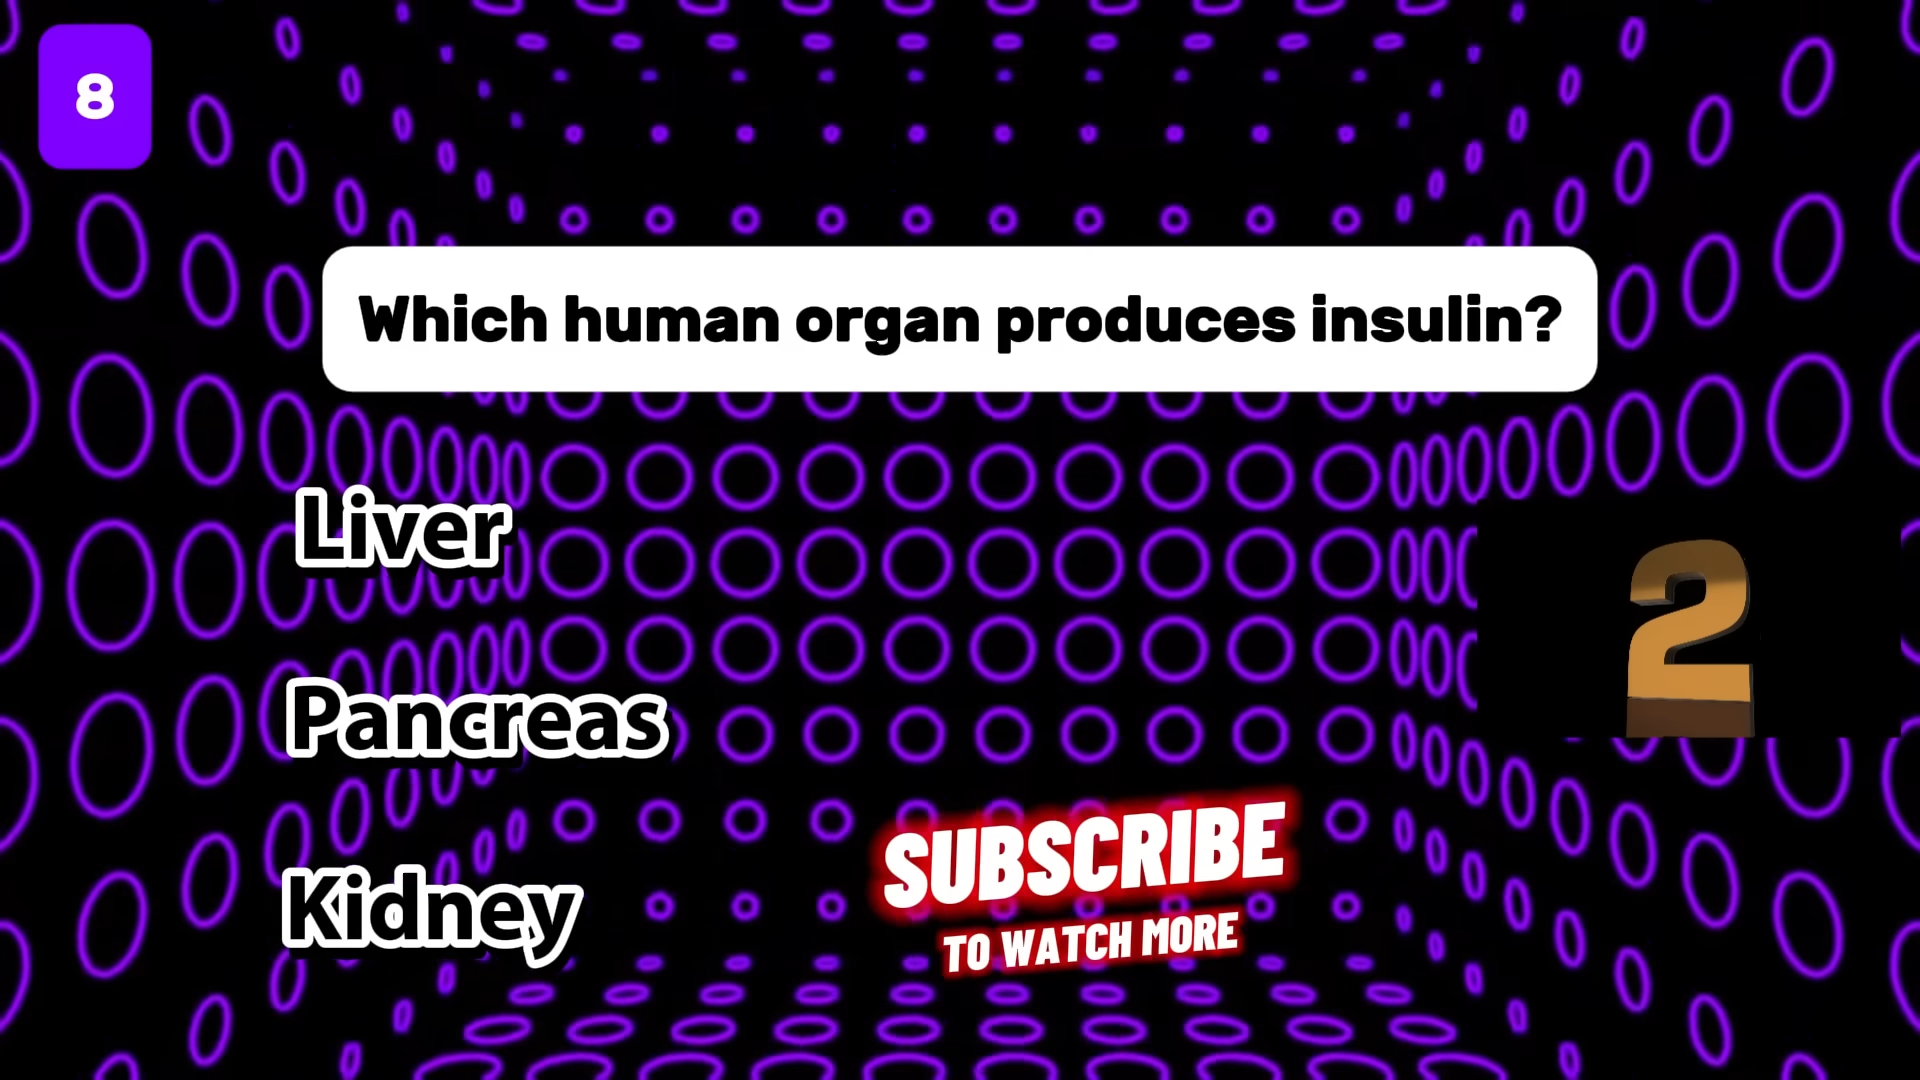 8
Which human organ produces insulin?
Liver
2
Pancreas
Kidney
SUBSCRIBE
TO WATCH MORE